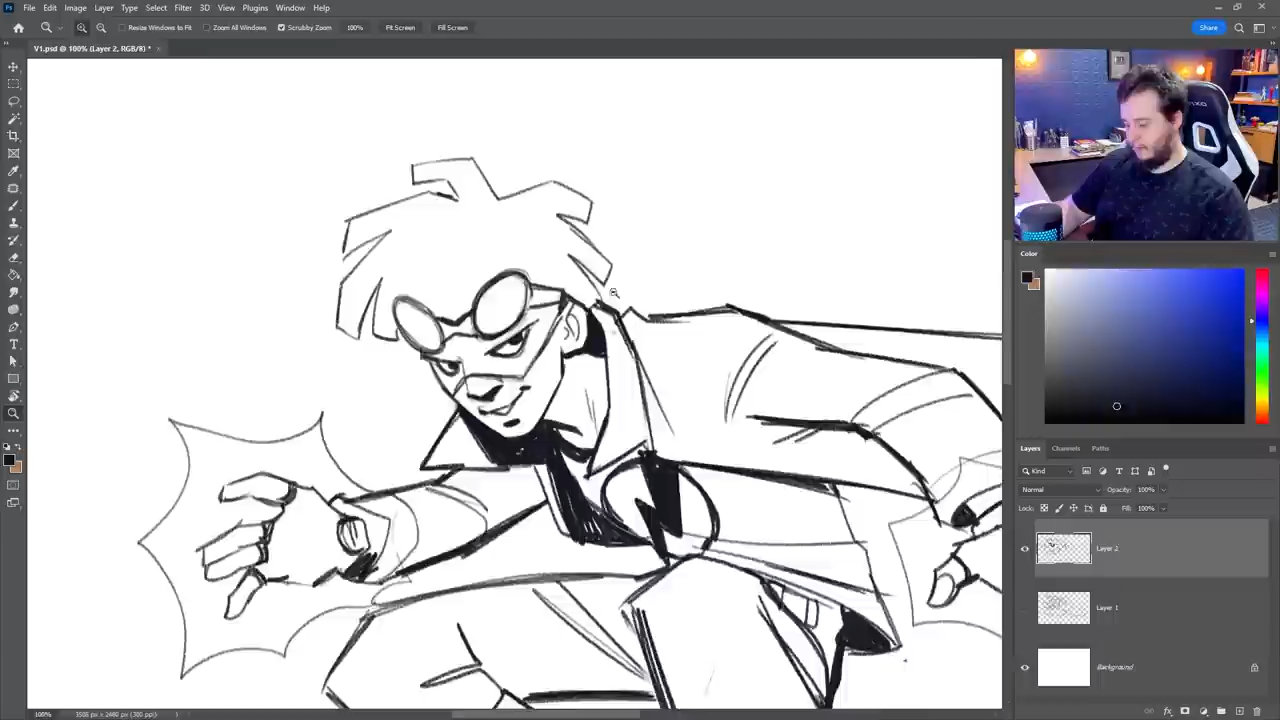 File Edit Image Layer Type Select Filter 3D View Plugins Window Help
Resize Windows to Fit Zoom All Windows Scrubby Zoom 100% Fit Screen Fill Screen Share
V1.psd @ 100% (Layer 2, RGB/8) *
Color
Layers Channels Paths
Kind
Normal Opacity: 100%
Lock: Fill: 100%
Layer 2
Layer 1
Background
100%